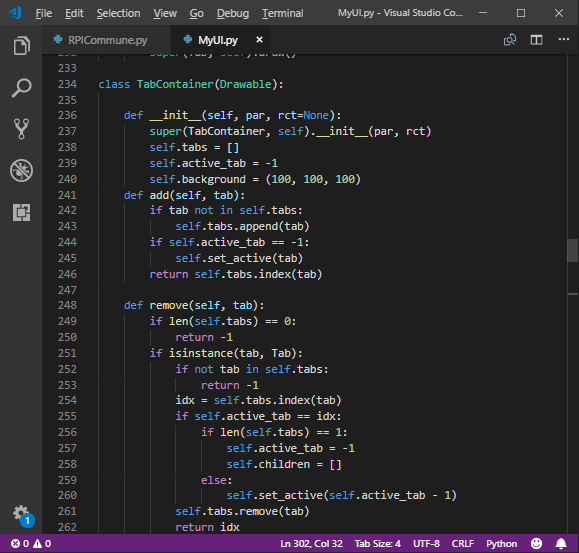 File Edit Selection View Go Debug Terminal MyUI.py - Visual Studio Co...
RPICommune.py MyUI.py
232 super(Tab, self).draw()
233
234 class TabContainer(Drawable):
235
236 def __init__(self, par, rct=None):
237 super(TabContainer, self).__init__(par, rct)
238 self.tabs = []
239 self.active_tab = -1
240 self.background = (100, 100, 100)
241 def add(self, tab):
242 if tab not in self.tabs:
243 self.tabs.append(tab)
244 if self.active_tab == -1:
245 self.set_active(tab)
246 return self.tabs.index(tab)
247
248 def remove(self, tab):
249 if len(self.tabs) == 0:
250 return -1
251 if isinstance(tab, Tab):
252 if not tab in self.tabs:
253 return -1
254 idx = self.tabs.index(tab)
255 if self.active_tab == idx:
256 if len(self.tabs) == 1:
257 self.active_tab = -1
258 self.children = []
259 else:
260 self.set_active(self.active_tab - 1)
261 self.tabs.remove(tab)
262 return idx
1
0 0 Ln 302, Col 32 Tab Size: 4 UTF-8 CRLF Python